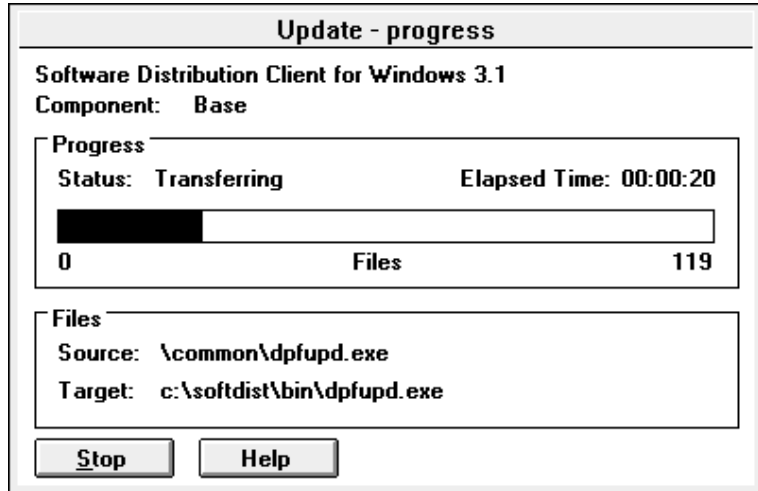 Update - progress
Software Distribution Client for Windows 3.1
Component: Base
Progress
Status: Transferring Elapsed Time: 00:00:20
0 Files 119
Files
Source: \common\dpfupd.exe
Target: c:\softdist\bin\dpfupd.exe
Stop Help